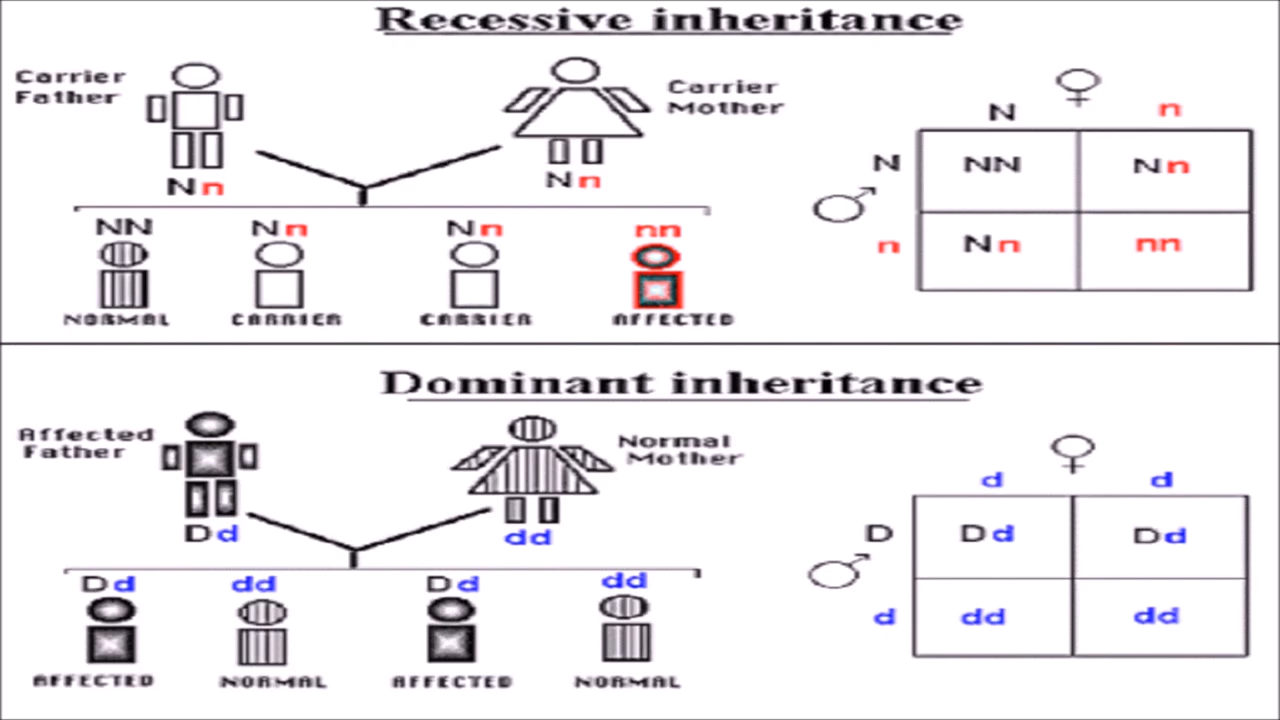 Recessive inheritance
Carrier
Father
Carrier
Mother
Nn
Nn
NN Nn Nn nn
NORMAL CARRIER CARRIER AFFECTED
N n
N NN Nn
n Nn nn
Dominant inheritance
Affected
Father
Normal
Mother
Dd
dd
Dd dd Dd dd
AFFECTED NORMAL AFFECTED NORMAL
d d
D Dd Dd
d dd dd